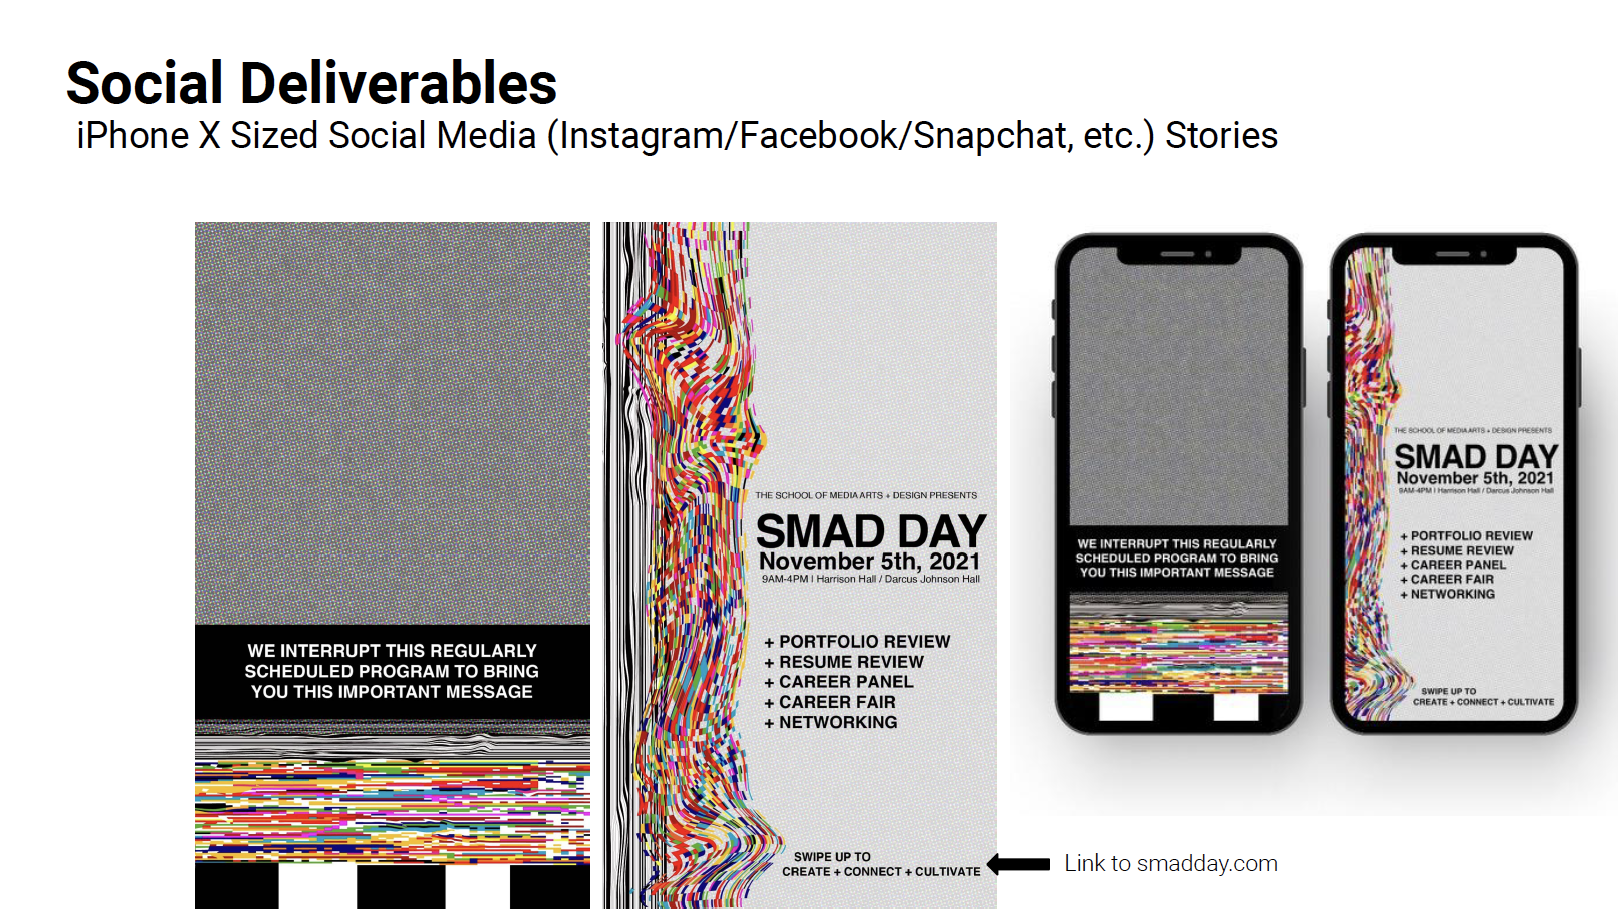 Social Deliverables
iPhone X Sized Social Media (Instagram/Facebook/Snapchat, etc.) Stories
WE INTERRUPT THIS REGULARLY
SCHEDULED PROGRAM TO BRING
YOU THIS IMPORTANT MESSAGE
THE SCHOOL OF MEDIA ARTS + DESIGN PRESENTS
SMAD DAY
November 5th, 2021
9AM-4PM | Harrison Hall / Darcus Johnson Hall
+ PORTFOLIO REVIEW
+ RESUME REVIEW
+ CAREER PANEL
+ CAREER FAIR
+ NETWORKING
SWIPE UP TO
CREATE + CONNECT + CULTIVATE
WE INTERRUPT THIS REGULARLY
SCHEDULED PROGRAM TO BRING
YOU THIS IMPORTANT MESSAGE
THE SCHOOL OF MEDIA ARTS + DESIGN PRESENTS
SMAD DAY
November 5th, 2021
9AM-4PM | Harrison Hall / Darcus Johnson Hall
+ PORTFOLIO REVIEW
+ RESUME REVIEW
+ CAREER PANEL
+ CAREER FAIR
+ NETWORKING
SWIPE UP TO
CREATE + CONNECT + CULTIVATE
Link to smadday.com